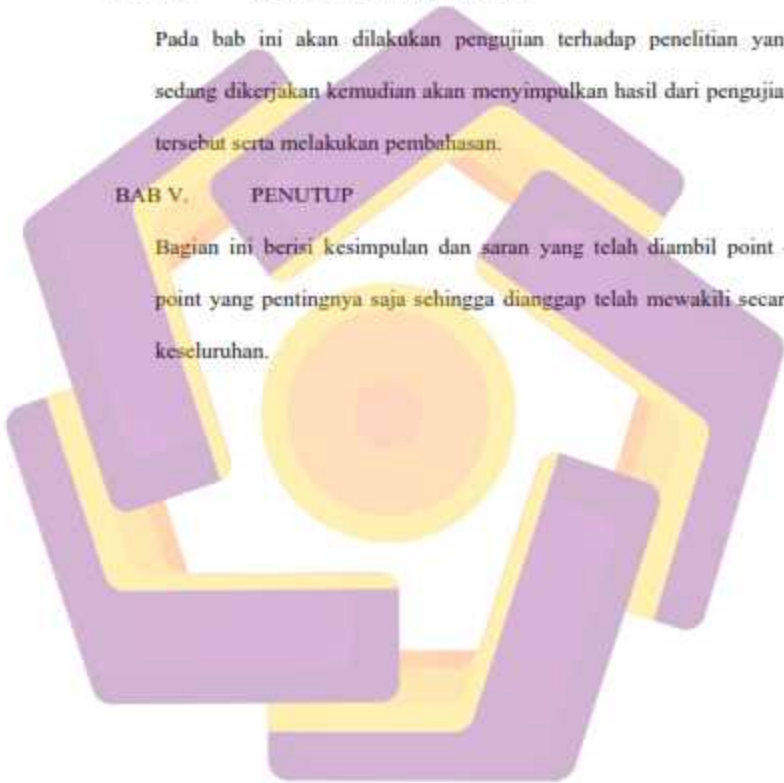 Pada bab ini akan dilakukan pengujian terhadap penelitian yan
sedang dikerjakan kemudian akan menyimpulkan hasil dari pengujia
tersebut serta melakukan pembahasan.
BAB V. PENUTUP
Bagian ini berisi kesimpulan dan saran yang telah diambil point -
point yang pentingnya saja sehingga dianggap telah mewakili secar
keseluruhan.